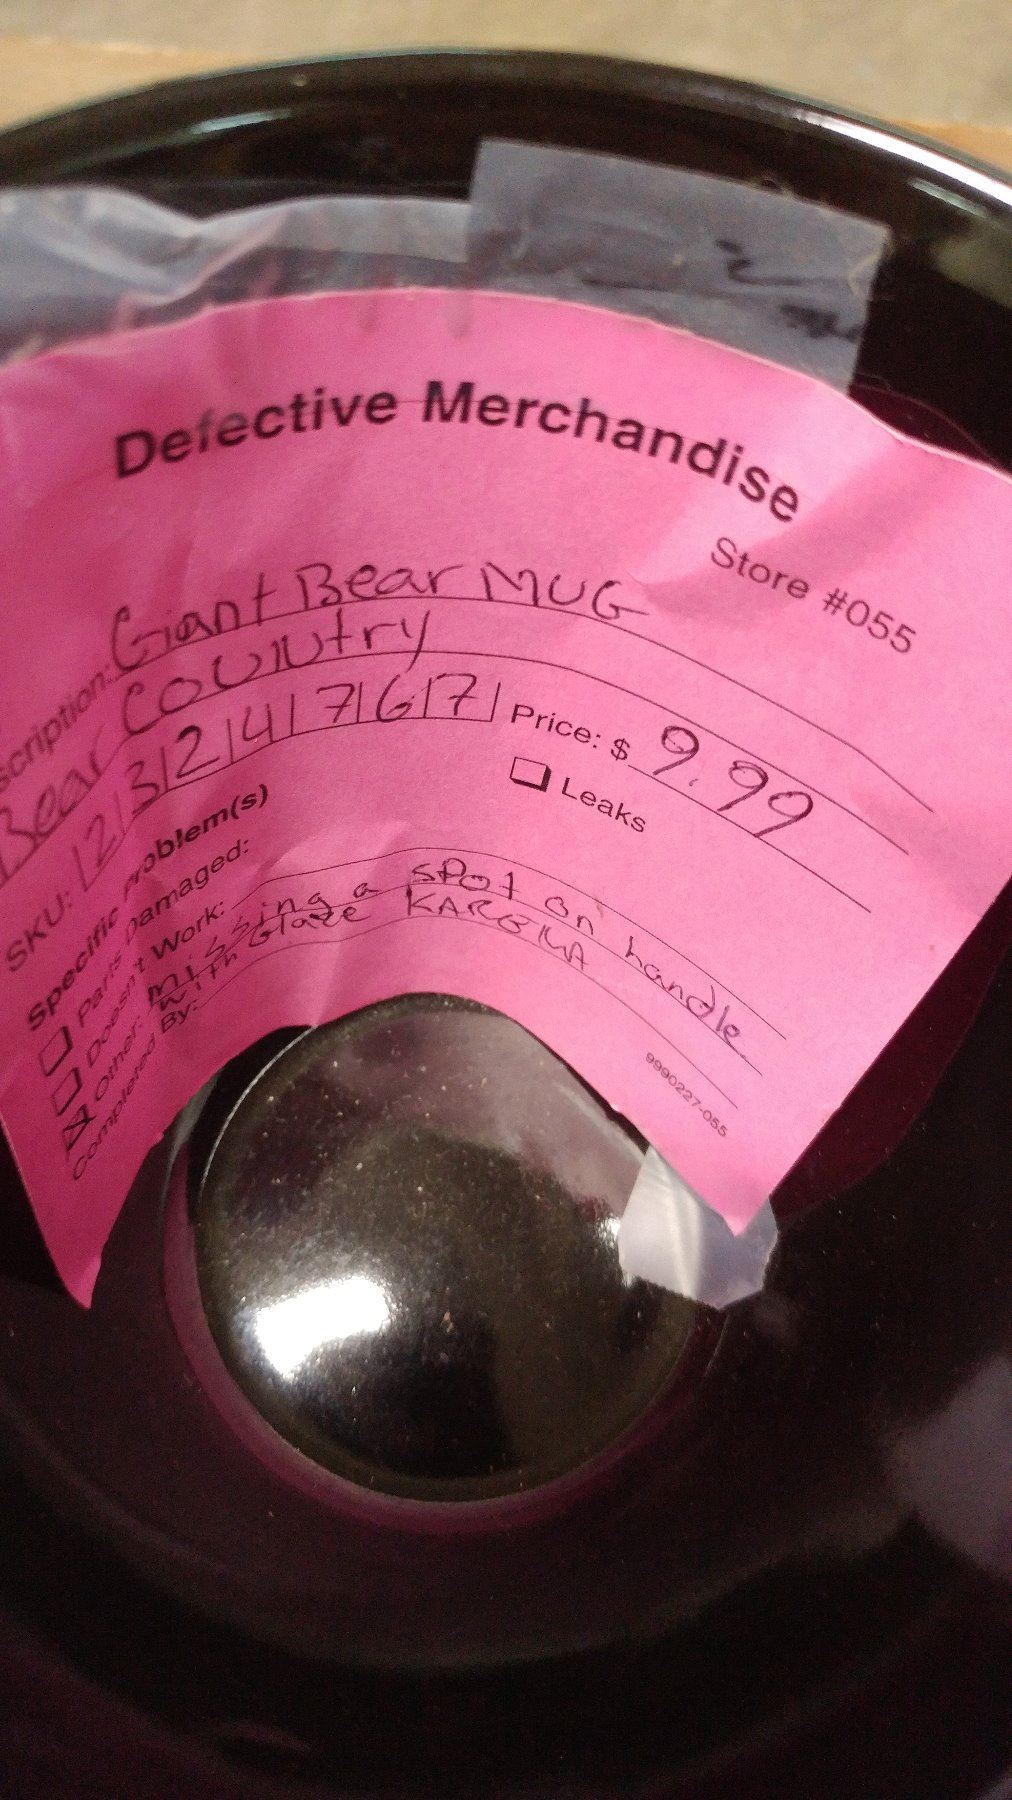 Defective Merchandise
Store #055
scription: Giant Bear MUG
Bear Country
SKU: |2|3|2|4|7|6|7| Price: $ 9.99
Specific Problem(s)
Parts Damaged: Leaks
Doesn't Work:
Other: missing a spot on handle
with Glaze
Completed By:
9990227-055